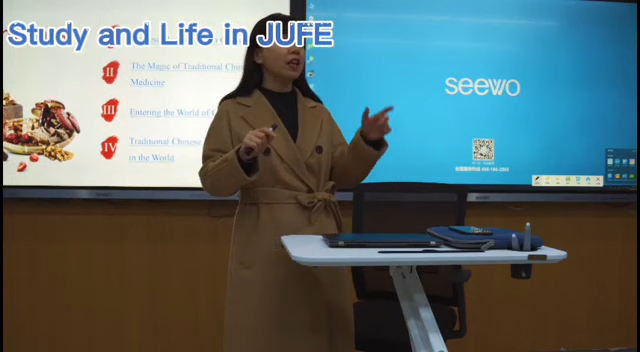 Study and Life in JUFE
II
The Magic of Traditional Chin
Medicine
III
Entering the World of C
IV
Traditional Chinese
in the World
seewo